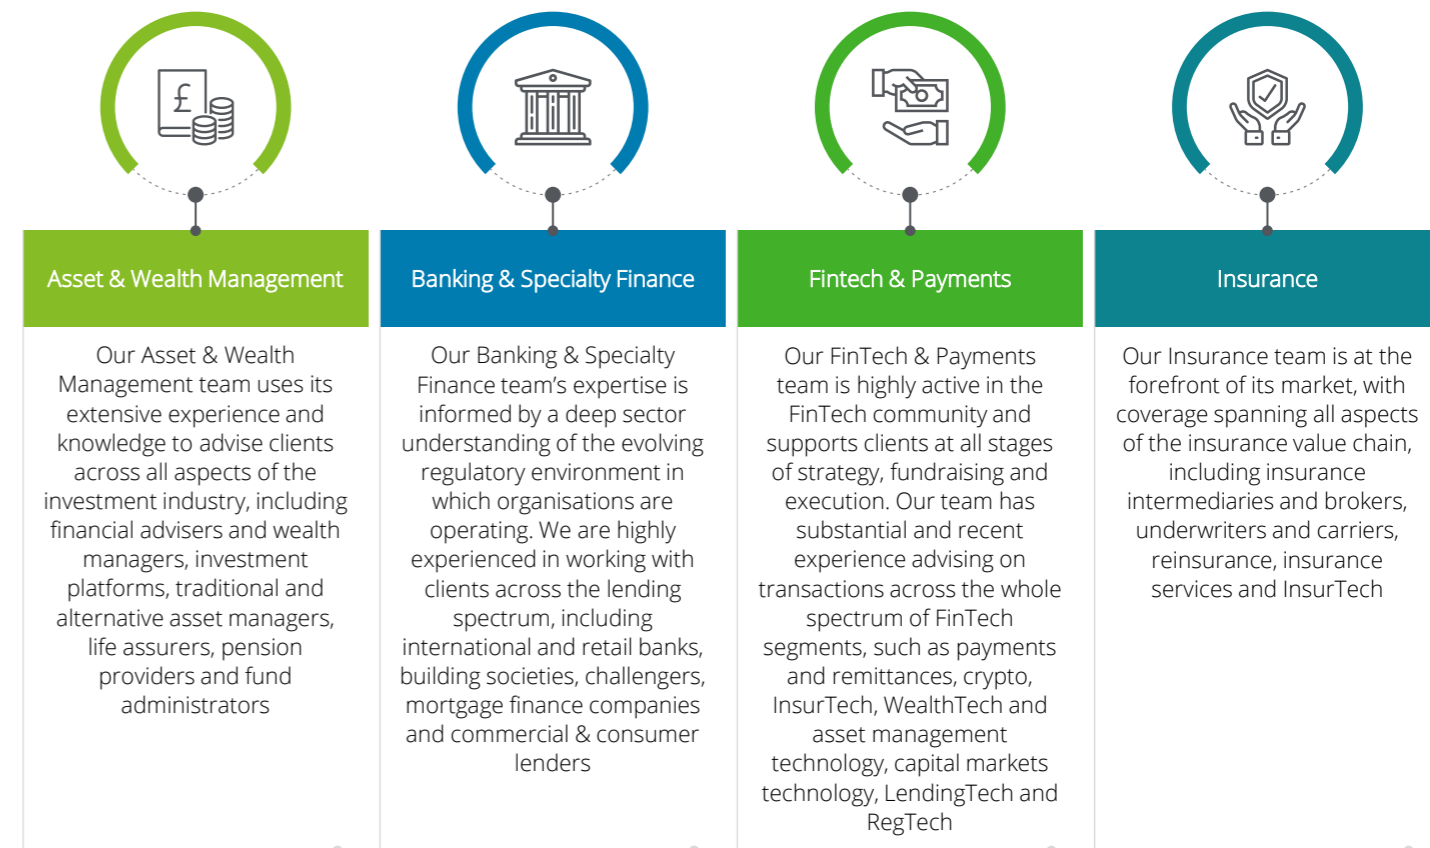 £
Asset & Wealth Management
Our Asset & Wealth
Management team uses its
extensive experience and
knowledge to advise clients
across all aspects of the
investment industry, including
financial advisers and wealth
managers, investment
platforms, traditional and
alternative asset managers,
life assurers, pension
providers and fund
administrators
Banking & Specialty Finance
Our Banking & Specialty
Finance team’s expertise is
informed by a deep sector
understanding of the evolving
regulatory environment in
which organisations are
operating. We are highly
experienced in working with
clients across the lending
spectrum, including
international and retail banks,
building societies, challengers,
mortgage finance companies
and commercial & consumer
lenders
Fintech & Payments
Our FinTech & Payments
team is highly active in the
FinTech community and
supports clients at all stages
of strategy, fundraising and
execution. Our team has
substantial and recent
experience advising on
transactions across the whole
spectrum of FinTech
segments, such as payments
and remittances, crypto,
InsurTech, WealthTech and
asset management
technology, capital markets
technology, LendingTech and
RegTech
Insurance
Our Insurance team is at the
forefront of its market, with
coverage spanning all aspects
of the insurance value chain,
including insurance
intermediaries and brokers,
underwriters and carriers,
reinsurance, insurance
services and InsurTech